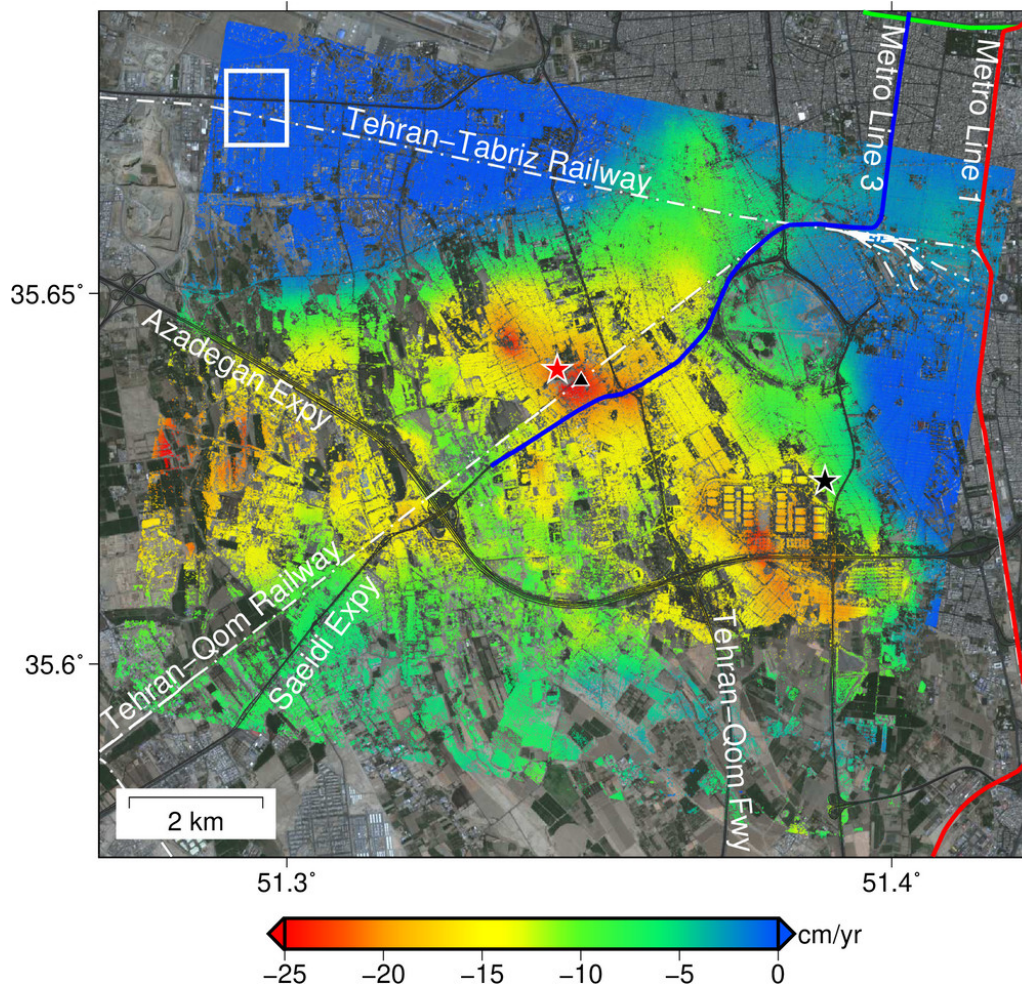 Metro Line 3
Metro Line 1
Tehran–Tabriz Railway
35.65°
Azadegan Expy
Tehran–Qom Railway
Saeidi Expy
35.6°
Tehran–Qom Fwy
2 km
51.3°
51.4°
cm/yr
−25
−20
−15
−10
−5
0